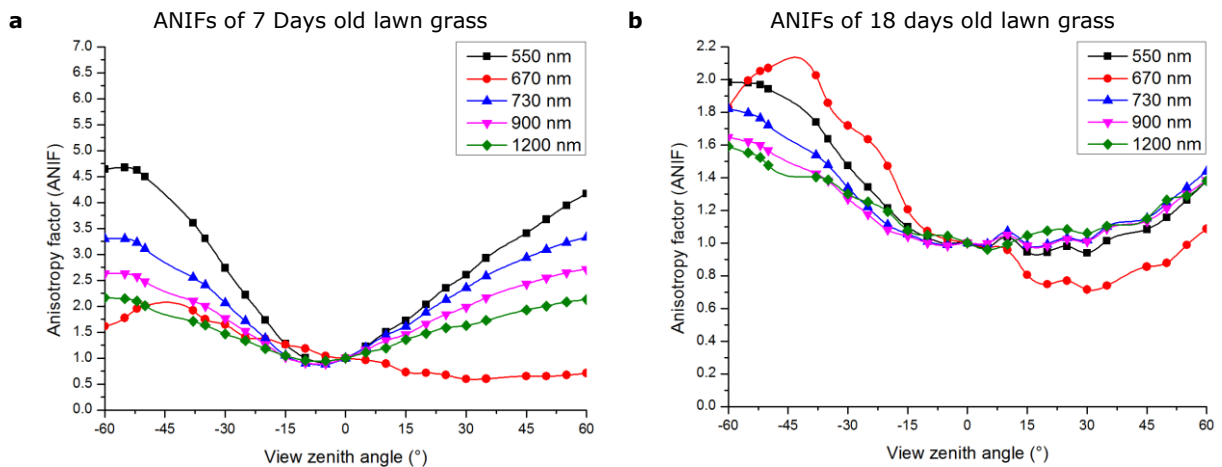 a
ANIFs of 7 Days old lawn grass
7.0
6.5
6.0
5.5
5.0
4.5
4.0
3.5
3.0
2.5
2.0
1.5
1.0
0.5
0.0
Anisotropy factor (ANIF)
550 nm
670 nm
730 nm
900 nm
1200 nm
-60 -45 -30 -15 0 15 30 45 60
View zenith angle (°)
b
ANIFs of 18 days old lawn grass
2.2
2.0
1.8
1.6
1.4
1.2
1.0
0.8
0.6
0.4
0.2
0.0
Anisotropy factor (ANIF)
550 nm
670 nm
730 nm
900 nm
1200 nm
-60 -45 -30 -15 0 15 30 45 60
View zenith angle (°)